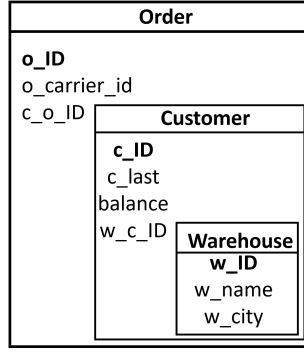 Order
o_ID
o_carrier_id
c_o_ID
Customer
c_ID
c_last
balance
w_c_ID
Warehouse
w_ID
w_name
w_city